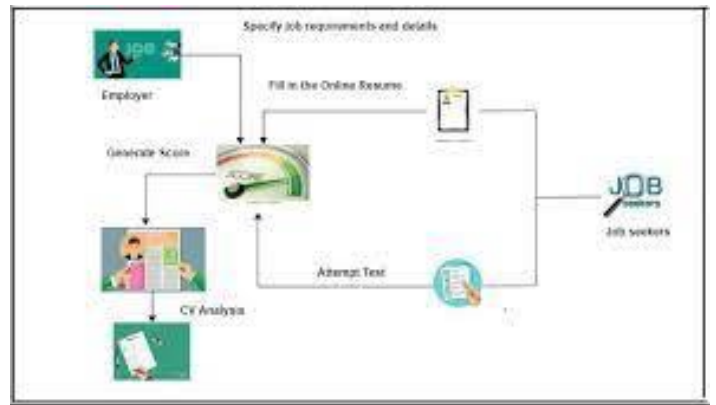 Specify Job requirements and details
JOB
Employer
Fill in the Online Resume
Generate Score
SCORE
JOB
seekers
Job seekers
Attempt Test
CV Analysis